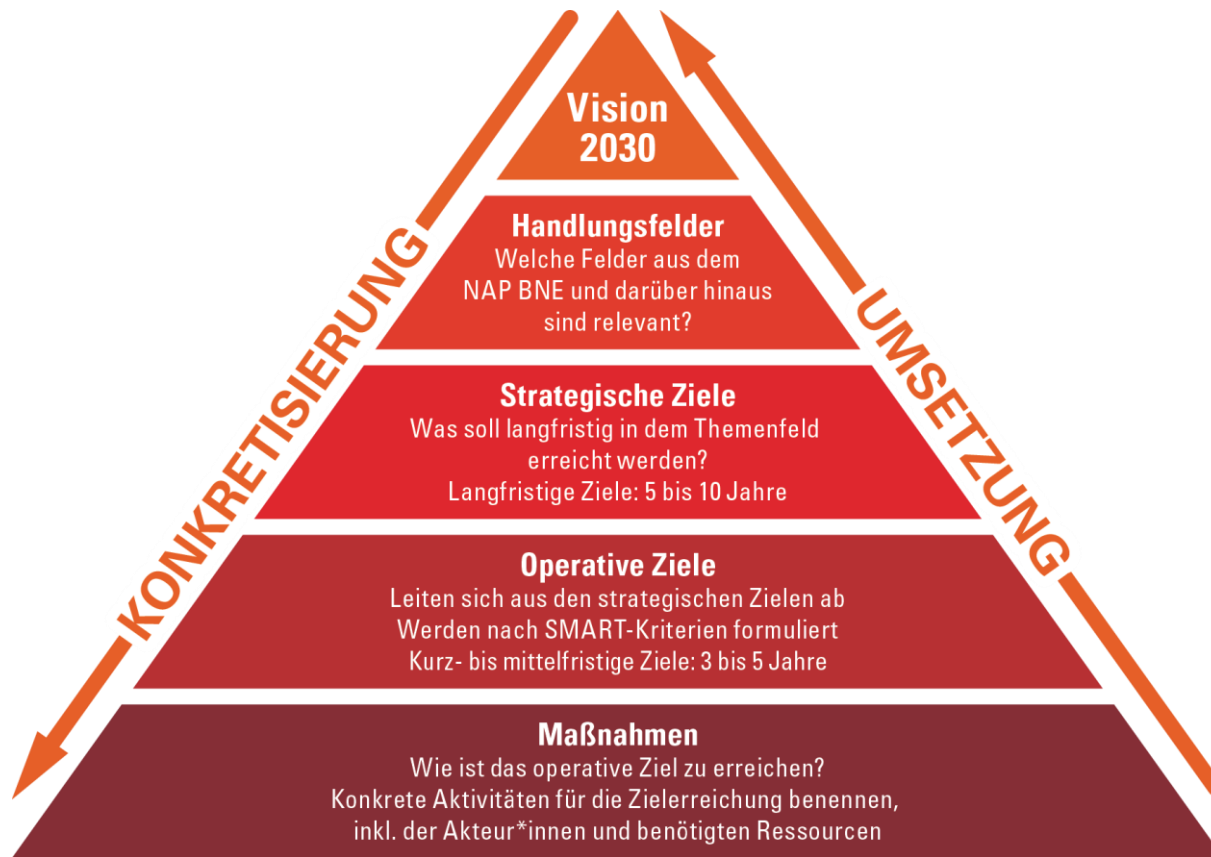 Vision
2030
Handlungsfelder
Welche Felder aus dem
NAP BNE und darüber hinaus
sind relevant?
Strategische Ziele
Was soll langfristig in dem Themenfeld
erreicht werden?
Langfristige Ziele: 5 bis 10 Jahre
Operative Ziele
Leiten sich aus den strategischen Zielen ab
Werden nach SMART-Kriterien formuliert
Kurz- bis mittelfristige Ziele: 3 bis 5 Jahre
Maßnahmen
Wie ist das operative Ziel zu erreichen?
Konkrete Aktivitäten für die Zielerreichung benennen,
inkl. der Akteur*innen und benötigten Ressourcen
KONKRETISIERUNG
UMSETZUNG